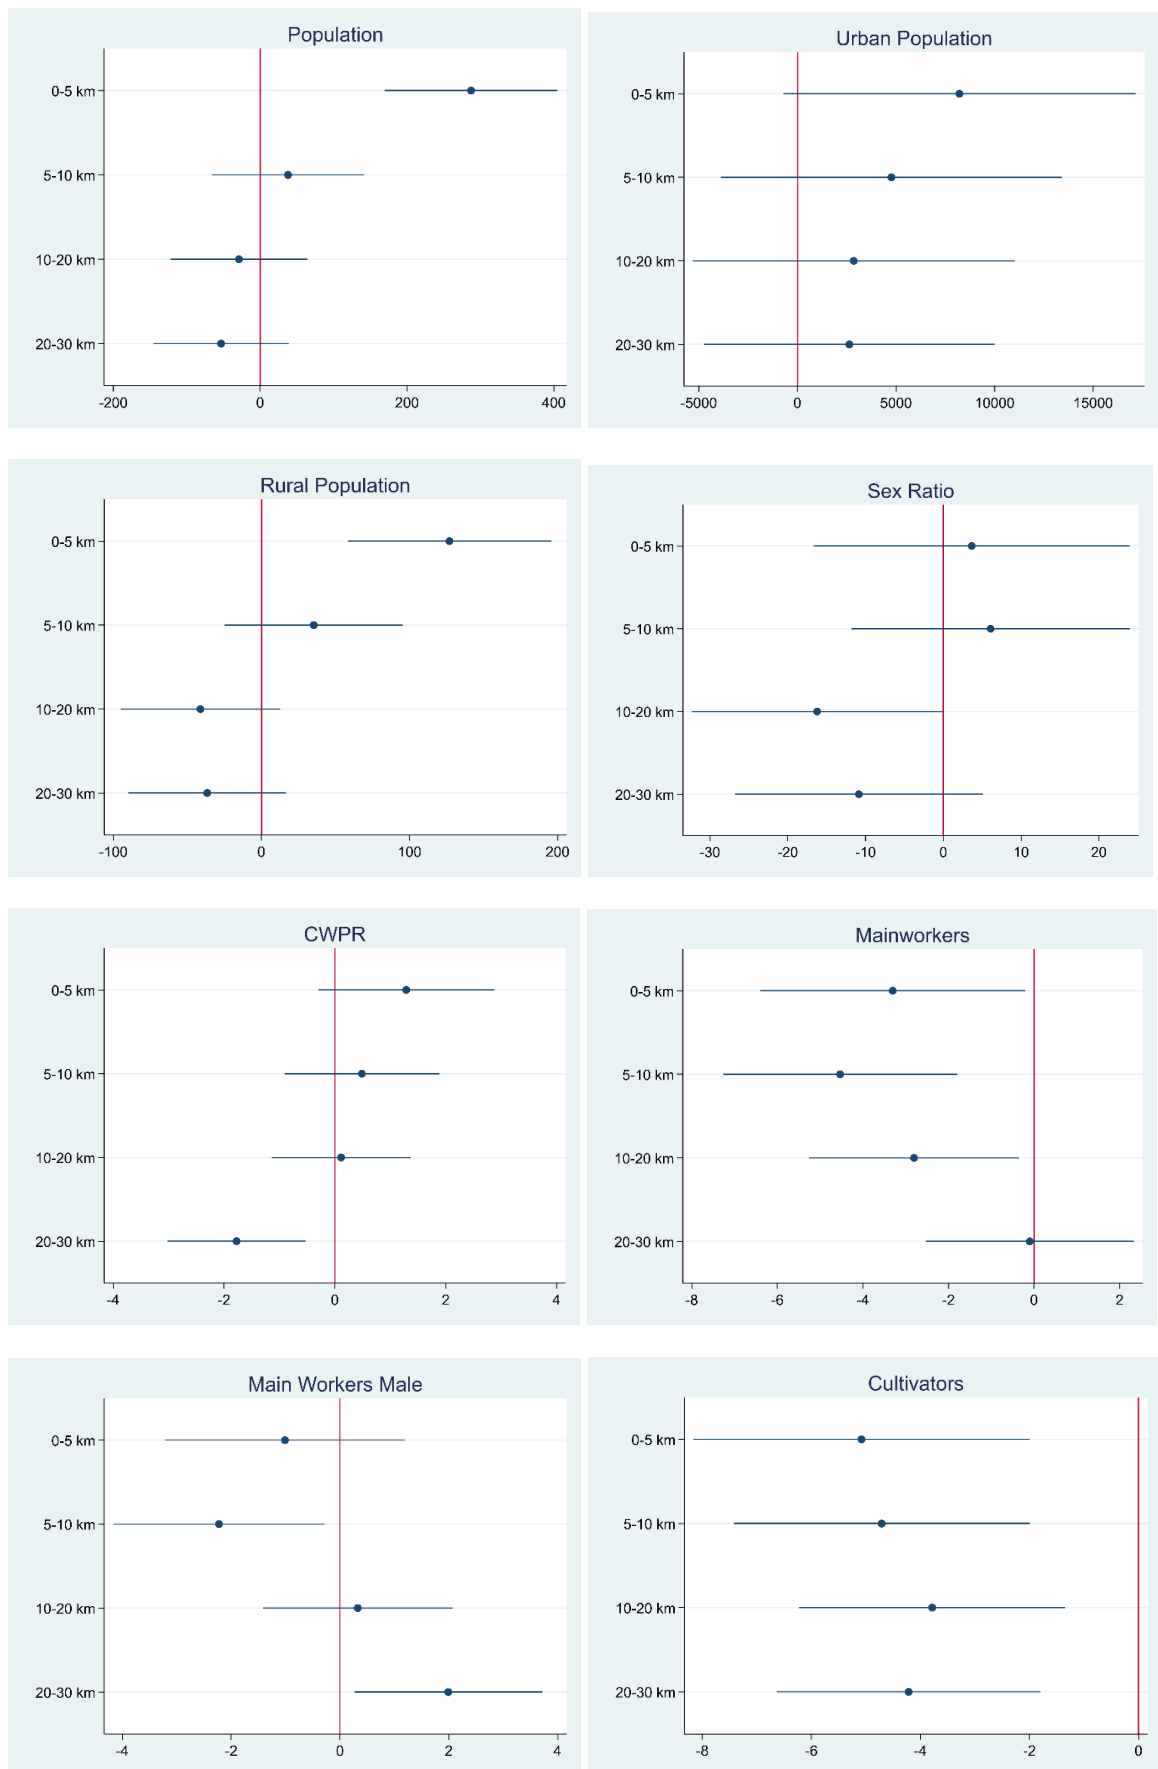 Population
0-5 km
5-10 km
10-20 km
20-30 km
-200 0 200 400
Urban Population
0-5 km
5-10 km
10-20 km
20-30 km
-5000 0 5000 10000 15000
Rural Population
0-5 km
5-10 km
10-20 km
20-30 km
-100 0 100 200
Sex Ratio
0-5 km
5-10 km
10-20 km
20-30 km
-30 -20 -10 0 10 20
CWPR
0-5 km
5-10 km
10-20 km
20-30 km
-4 -2 0 2 4
Mainworkers
0-5 km
5-10 km
10-20 km
20-30 km
-8 -6 -4 -2 0 2
Main Workers Male
0-5 km
5-10 km
10-20 km
20-30 km
-4 -2 0 2 4
Cultivators
0-5 km
5-10 km
10-20 km
20-30 km
-8 -6 -4 -2 0